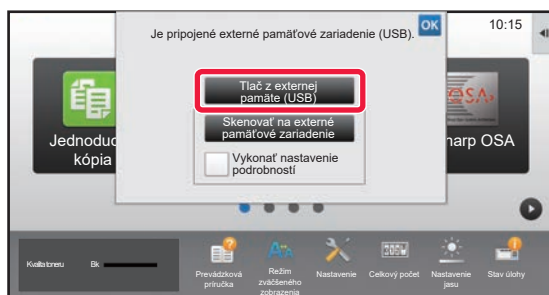 Je pripojené externé pamäťové zariadenie (USB).
OK
10:15
Tlač z externej
pamäte (USB)
Skenovať na externé
pamäťové zariadenie
Vykonať nastavenie
podrobností
Jednoduc
kópia
harp OSA
Kvalita toneru
Bk
Prevádzková
príručka
Režim
zväčšeného
zobrazenia
Nastavenie
Celkový počet
Nastavenie
jasu
Stav úlohy